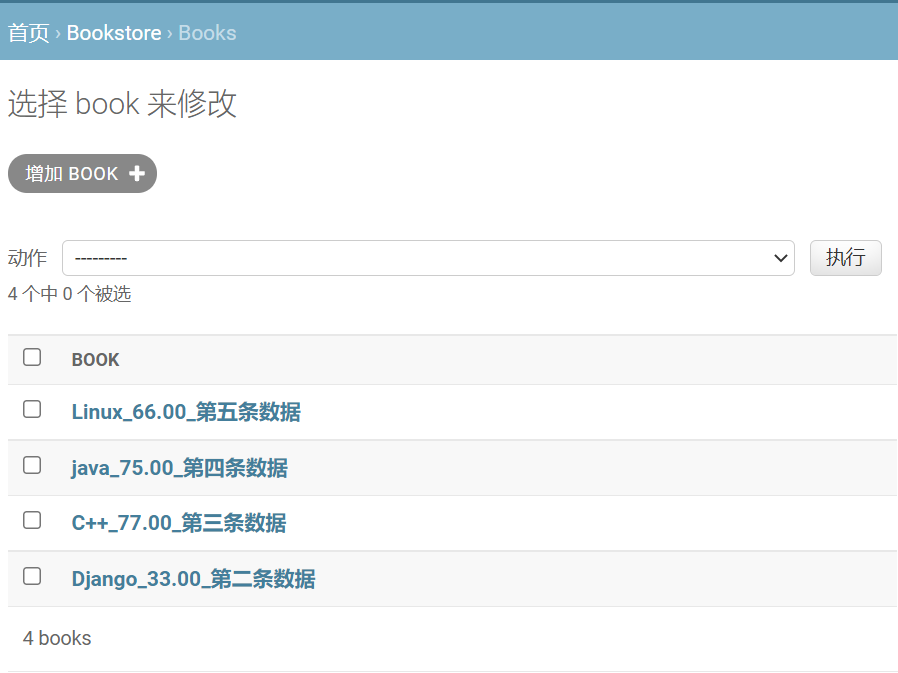 首页 › Bookstore › Books
选择 book 来修改
增加 BOOK
动作 --------- 执行
4 个中 0 个被选
BOOK
Linux_66.00_第五条数据
java_75.00_第四条数据
C++_77.00_第三条数据
Django_33.00_第二条数据
4 books